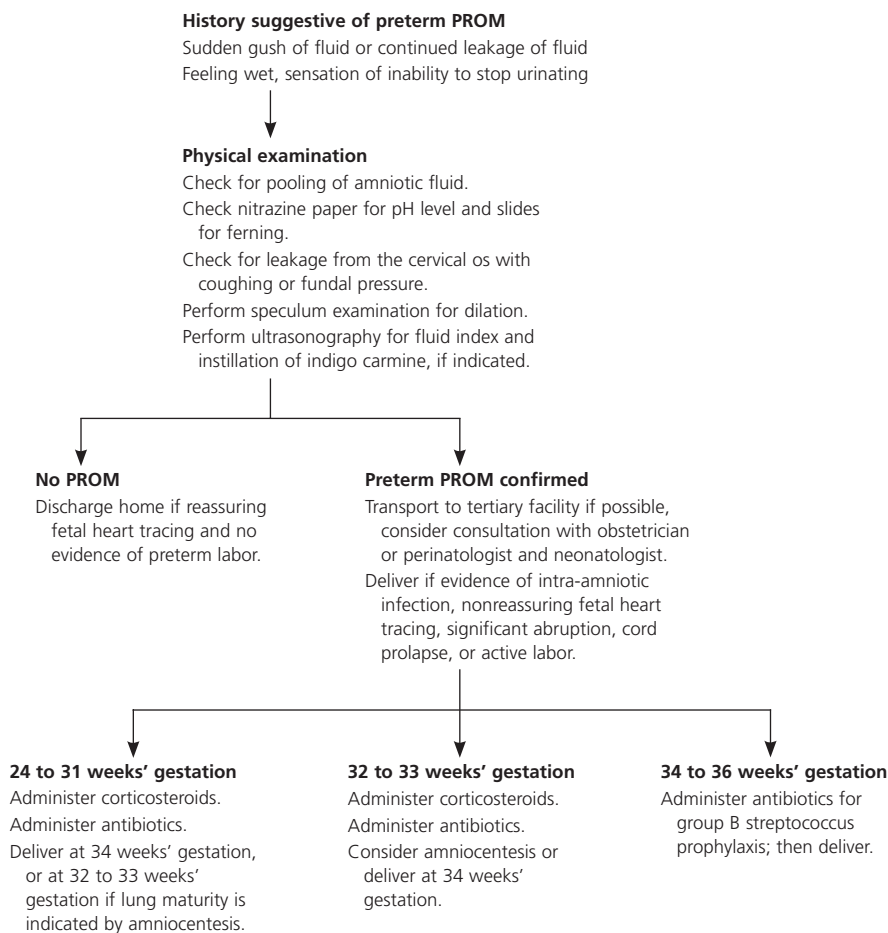 History suggestive of preterm PROM
Sudden gush of fluid or continued leakage of fluid
Feeling wet, sensation of inability to stop urinating
Physical examination
Check for pooling of amniotic fluid.
Check nitrazine paper for pH level and slides
for ferning.
Check for leakage from the cervical os with
coughing or fundal pressure.
Perform speculum examination for dilation.
Perform ultrasonography for fluid index and
instillation of indigo carmine, if indicated.
No PROM
Discharge home if reassuring
fetal heart tracing and no
evidence of preterm labor.
Preterm PROM confirmed
Transport to tertiary facility if possible,
consider consultation with obstetrician
or perinatologist and neonatologist.
Deliver if evidence of intra-amniotic
infection, nonreassuring fetal heart
tracing, significant abruption, cord
prolapse, or active labor.
24 to 31 weeks’ gestation
Administer corticosteroids.
Administer antibiotics.
Deliver at 34 weeks’ gestation,
or at 32 to 33 weeks’
gestation if lung maturity is
indicated by amniocentesis.
32 to 33 weeks’ gestation
Administer corticosteroids.
Administer antibiotics.
Consider amniocentesis or
deliver at 34 weeks’
gestation.
34 to 36 weeks’ gestation
Administer antibiotics for
group B streptococcus
prophylaxis; then deliver.